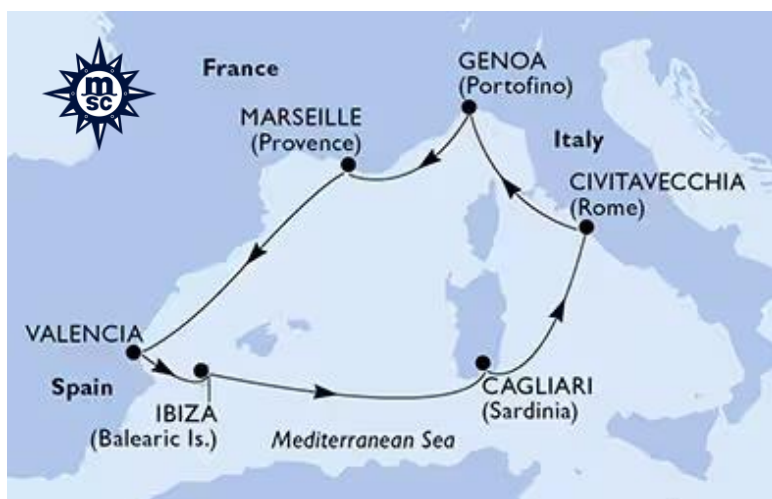 msc
France
GENOA
(Portofino)
MARSEILLE
(Provence)
Italy
CIVITAVECCHIA
(Rome)
VALENCIA
Spain
IBIZA
(Balearic Is.)
CAGLIARI
(Sardinia)
Mediterranean Sea